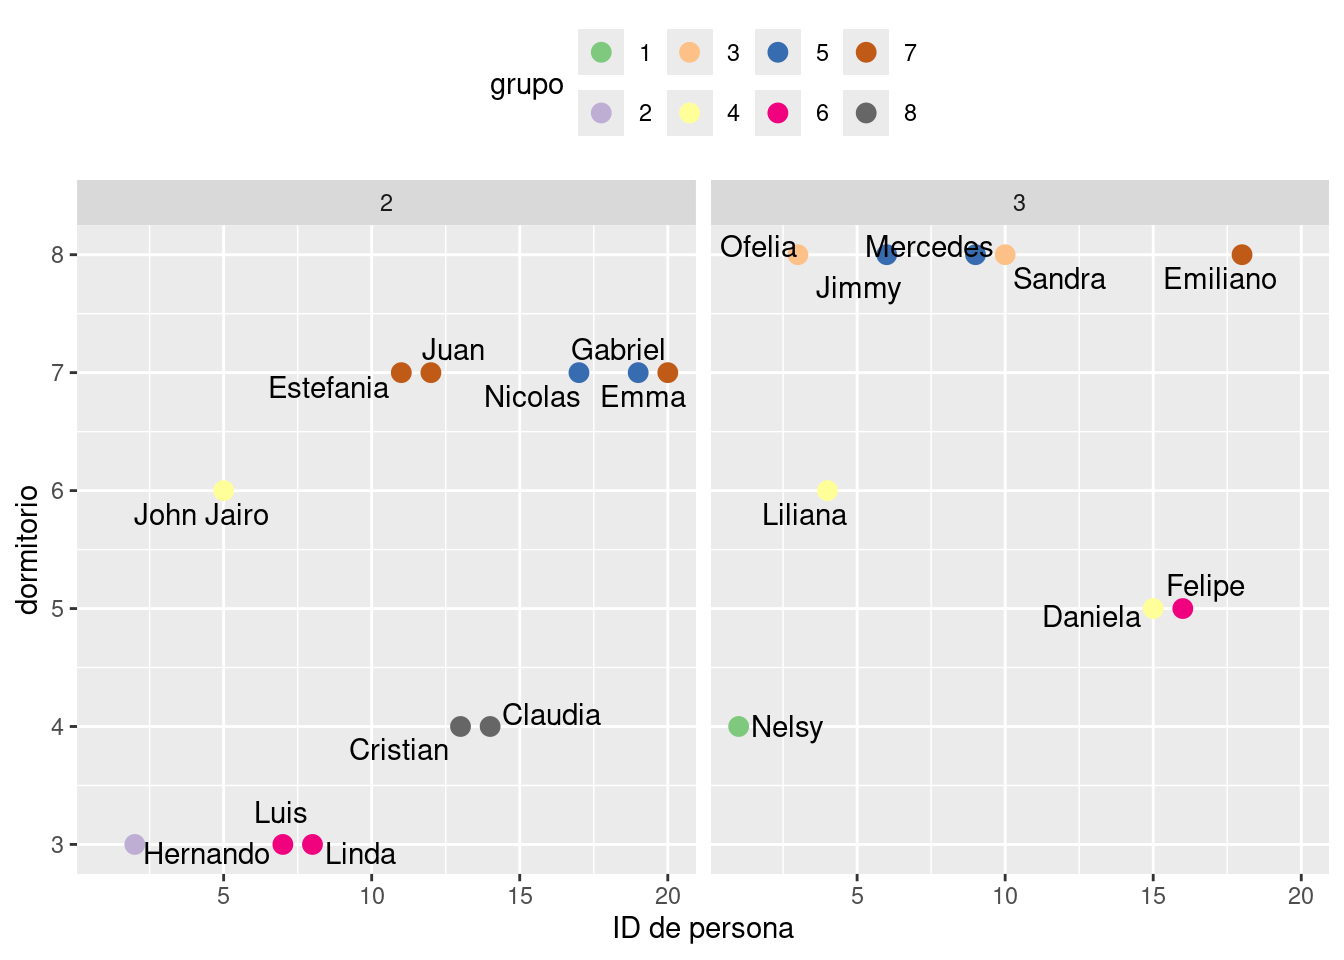 grupo
1 3 5 7
2 4 6 8
2 3
8
7
6
5
4
3
dormitorio
Ofelia Mercedes
Jimmy Sandra Emiliano
Juan Gabriel
Estefania Nicolas Emma
John Jairo Liliana
Felipe
Daniela
Claudia Nelsy
Cristian
Luis
Hernando Linda
5 10 15 20 5 10 15 20
ID de persona